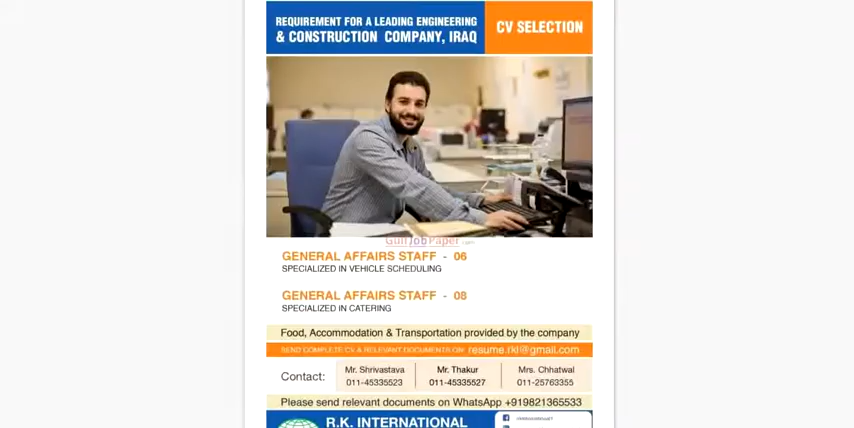 REQUIREMENT FOR A LEADING ENGINEERING
& CONSTRUCTION COMPANY, IRAQ
CV SELECTION
GulfJobPaper.com
GENERAL AFFAIRS STAFF - 06
SPECIALIZED IN VEHICLE SCHEDULING
GENERAL AFFAIRS STAFF - 08
SPECIALIZED IN CATERING
Food, Accommodation & Transportation provided by the company
SEND COMPLETE CV & RELEVANT DOCUMENTS ON: resume.rki@gmail.com
Contact:
Mr. Shrivastava
011-45335523
Mr. Thakur
011-45335527
Mrs. Chhatwal
011-25763355
Please send relevant documents on WhatsApp +919821365533
R.K. INTERNATIONAL